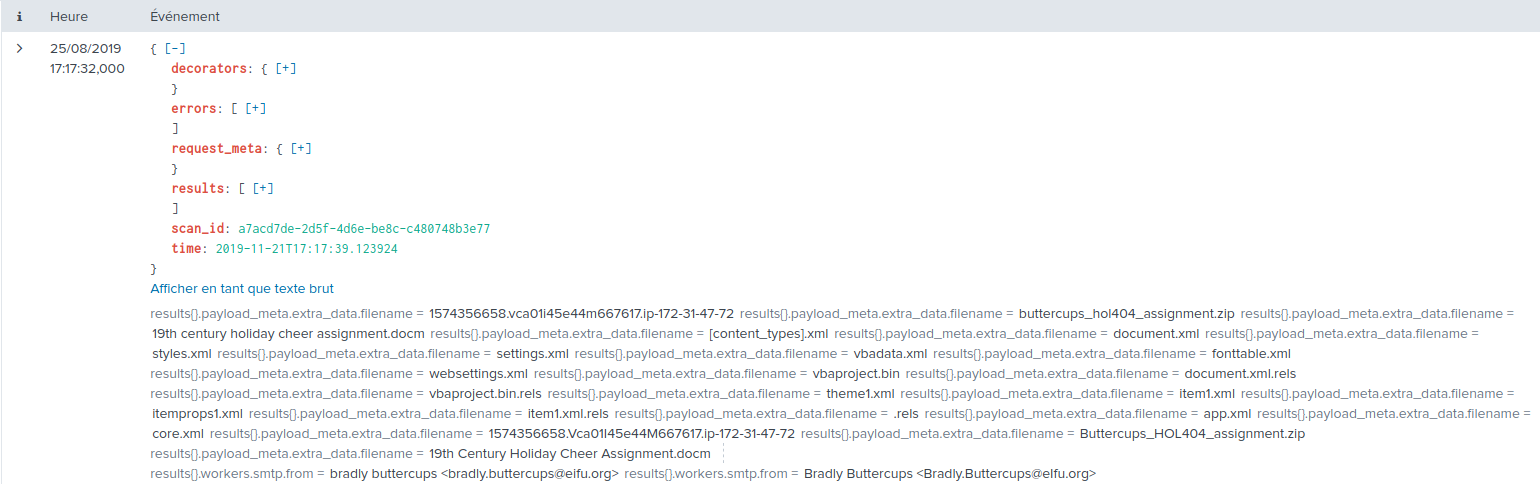 i Heure Événement
> 25/08/2019 { [-]
17:17:32,000 decorators: { [+]
}
errors: [ [+]
]
request_meta: { [+]
}
results: [ [+]
]
scan_id: a7acd7de-2d5f-4d6e-be8c-c480748b3e77
time: 2019-11-21T17:17:39.123924
}
Afficher en tant que texte brut
results{}.payload_meta.extra_data.filename = 1574356658.vca01i45e44m667617.ip-172-31-47-72 results{}.payload_meta.extra_data.filename = buttercups_hol404_assignment.zip results{}.payload_meta.extra_data.filename =
19th century holiday cheer assignment.docm results{}.payload_meta.extra_data.filename = [content_types].xml results{}.payload_meta.extra_data.filename = document.xml results{}.payload_meta.extra_data.filename =
styles.xml results{}.payload_meta.extra_data.filename = settings.xml results{}.payload_meta.extra_data.filename = vbadata.xml results{}.payload_meta.extra_data.filename = fonttable.xml
results{}.payload_meta.extra_data.filename = websettings.xml results{}.payload_meta.extra_data.filename = vbaproject.bin results{}.payload_meta.extra_data.filename = document.xml.rels
results{}.payload_meta.extra_data.filename = vbaproject.bin.rels results{}.payload_meta.extra_data.filename = theme1.xml results{}.payload_meta.extra_data.filename = item1.xml results{}.payload_meta.extra_data.filename =
itemprops1.xml results{}.payload_meta.extra_data.filename = item1.xml.rels results{}.payload_meta.extra_data.filename = .rels results{}.payload_meta.extra_data.filename = app.xml results{}.payload_meta.extra_data.filename =
core.xml results{}.payload_meta.extra_data.filename = 1574356658.Vca01I45e44M667617.ip-172-31-47-72 results{}.payload_meta.extra_data.filename = Buttercups_HOL404_assignment.zip
results{}.payload_meta.extra_data.filename = 19th Century Holiday Cheer Assignment.docm
results{}.workers.smtp.from = bradly buttercups <bradly.buttercups@eifu.org> results{}.workers.smtp.from = Bradly Buttercups <Bradly.Buttercups@eIfu.org>